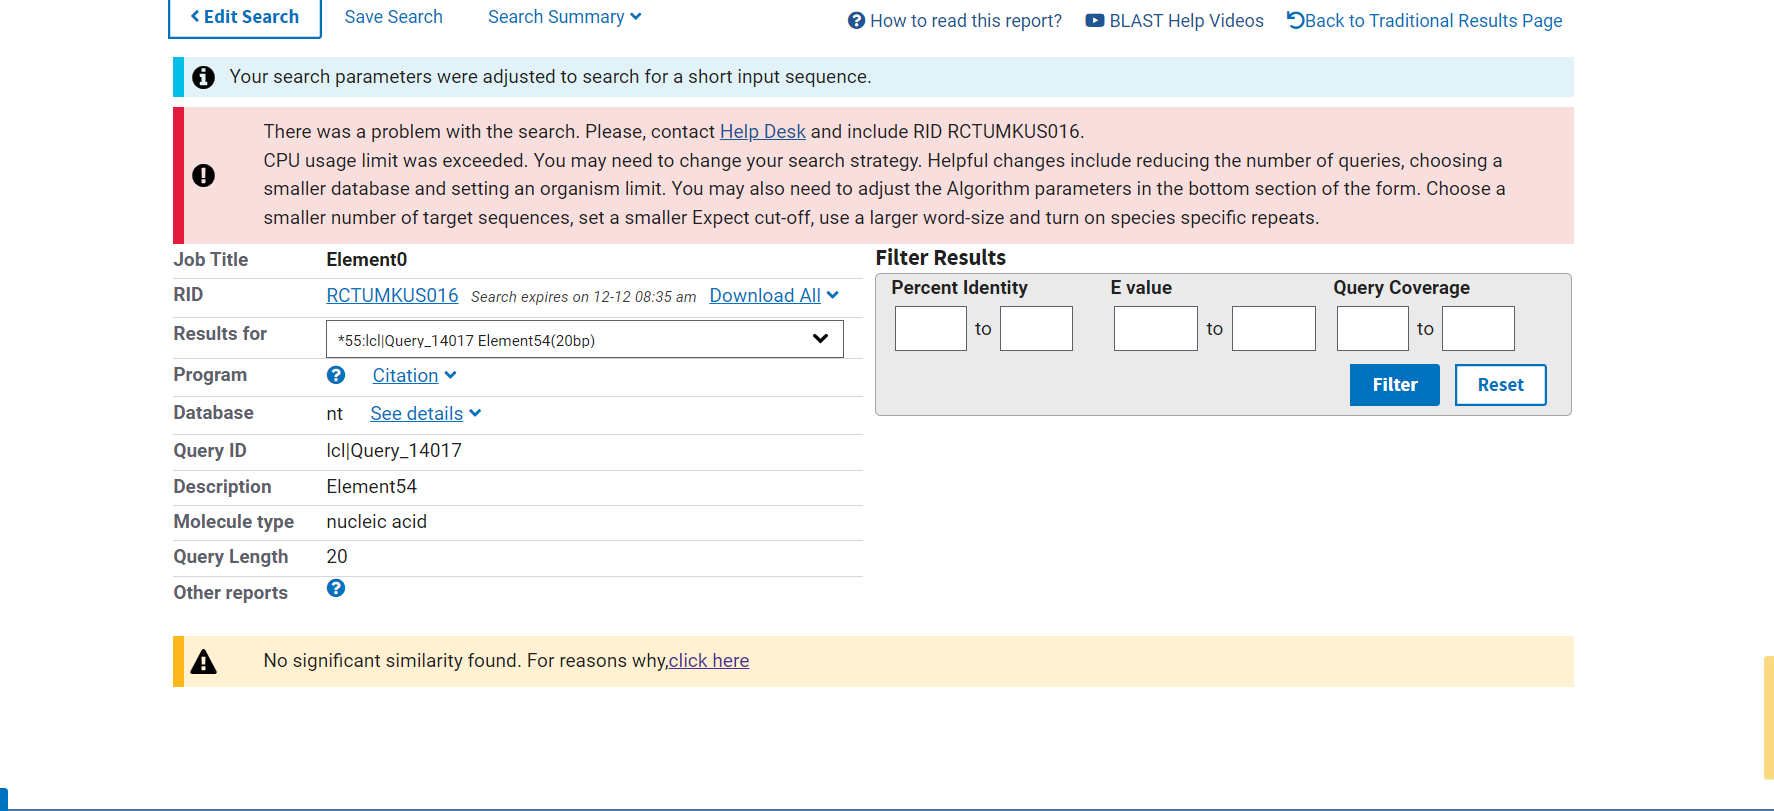 Edit Search Save Search Search Summary How to read this report? BLAST Help Videos Back to Traditional Results Page
Your search parameters were adjusted to search for a short input sequence.
There was a problem with the search. Please, contact Help Desk and include RID RCTUMKUS016.
CPU usage limit was exceeded. You may need to change your search strategy. Helpful changes include reducing the number of queries, choosing a
smaller database and setting an organism limit. You may also need to adjust the Algorithm parameters in the bottom section of the form. Choose a
smaller number of target sequences, set a smaller Expect cut-off, use a larger word-size and turn on species specific repeats.
Job Title Element0
RID RCTUMKUS016 Search expires on 12-12 08:35 am Download All
Results for *55:lcl|Query_14017 Element54(20bp)
Program Citation
Database nt See details
Query ID lcl|Query_14017
Description Element54
Molecule type nucleic acid
Query Length 20
Other reports
Filter Results
Percent Identity E value Query Coverage
to to to
Filter Reset
No significant similarity found. For reasons why,click here